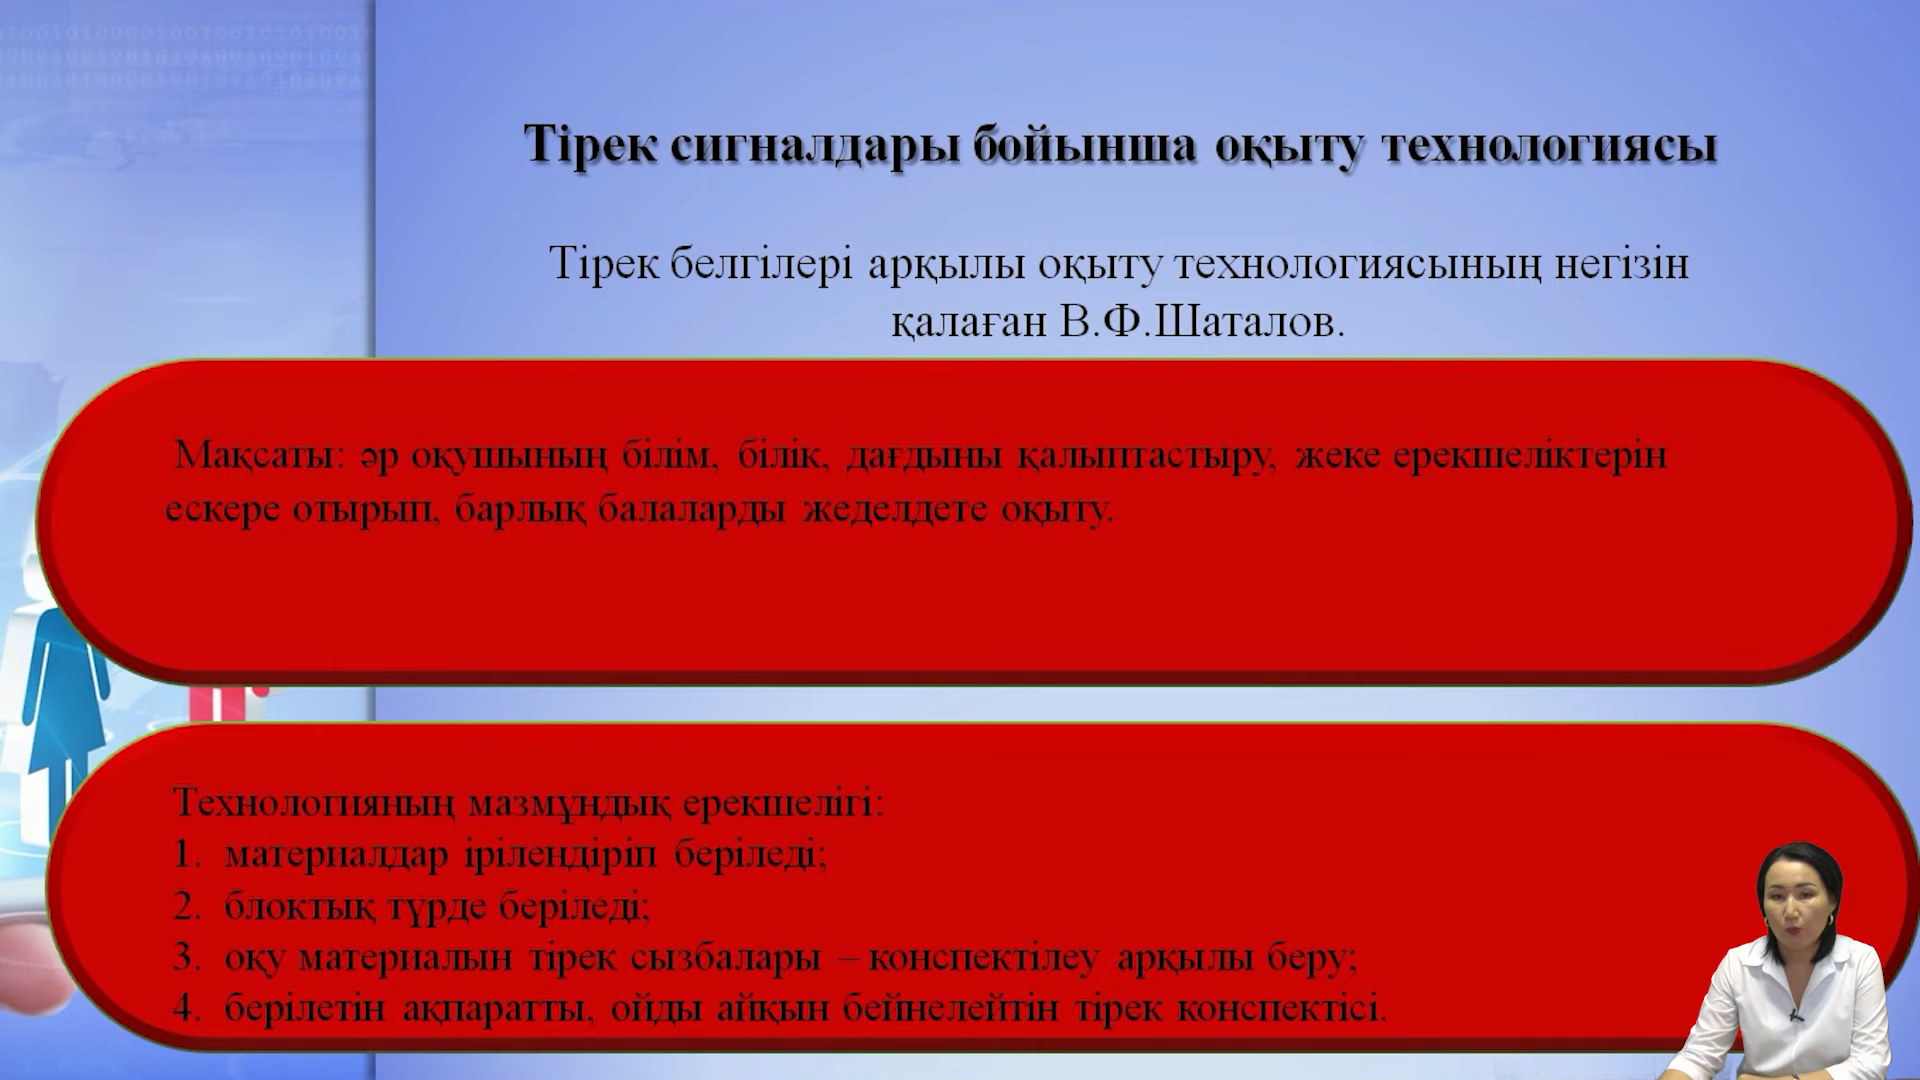 Тірек сигналдары бойынша оқыту технологиясы
Тірек белгілері арқылы оқыту технологиясының негізін
қалаған В.Ф.Шаталов.
Мақсаты: әр оқушының білім, білік, дағдыны қалыптастыру, жеке ерекшеліктерін
ескере отырып, барлық балаларды жеделдете оқыту.
Технологияның мазмұндық ерекшелігі:
1. материалдар ірілендіріп беріледі;
2. блоктық түрде беріледі;
3. оқу материалын тірек сызбалары – конспектілеу арқылы беру;
4. берілетін ақпаратты, ойды айқын бейнелейтін тірек конспектісі.